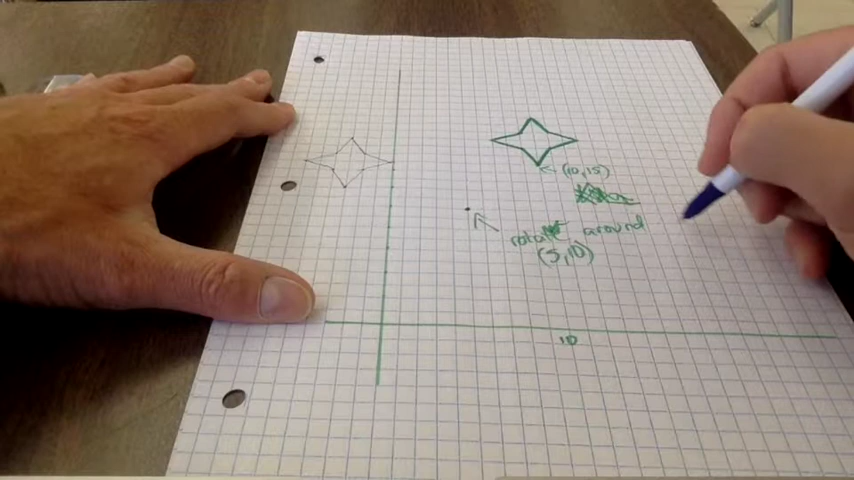 (10,15)
rotate around
(5,10)
10